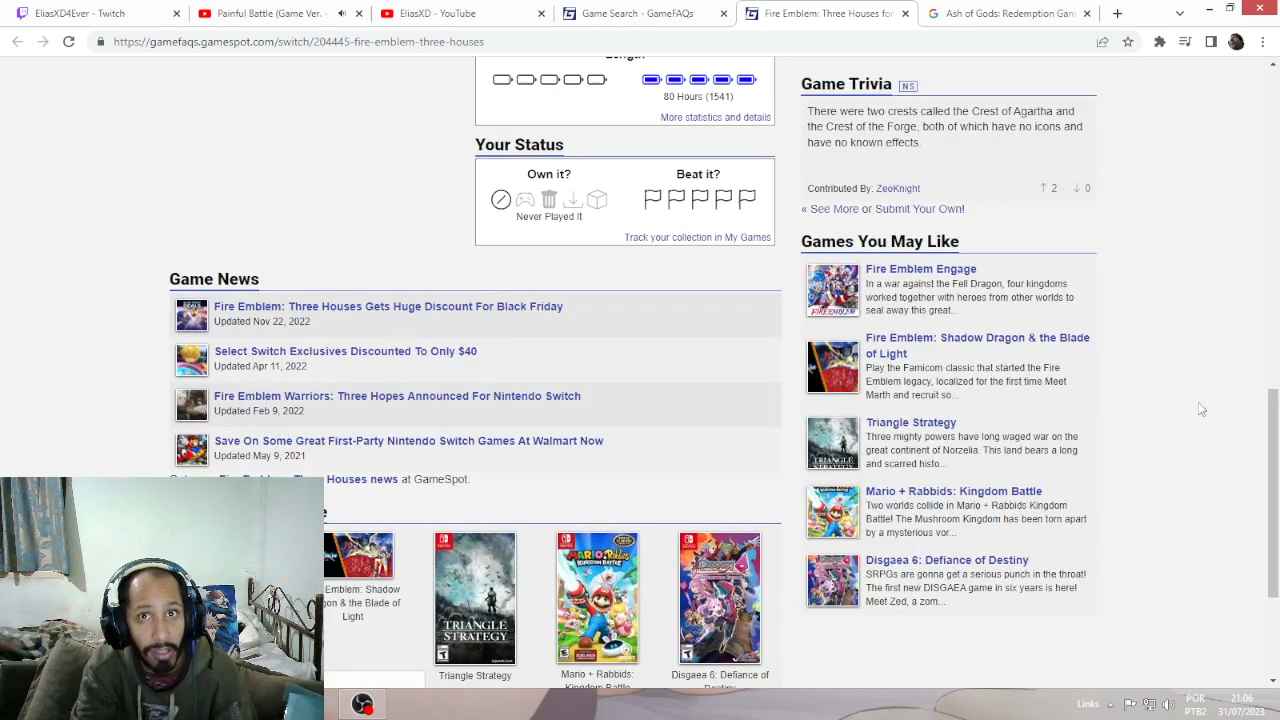 EliasXD4Ever - Twitch
Painful Battle (Game Ver. -
EliasXD - YouTube
Game Search - GameFAQs
Fire Emblem: Three Houses for
Ash of Gods: Redemption Gam
https://gamefaqs.gamespot.com/switch/204445-fire-emblem-three-houses
Length
80 Hours (1541)
More statistics and details
Your Status
Own it?
Beat it?
Never Played It
Track your collection in My Games
Game News
Fire Emblem: Three Houses Gets Huge Discount For Black Friday
Updated Nov 22, 2022
Select Switch Exclusives Discounted To Only $40
Updated Apr 11, 2022
Fire Emblem Warriors: Three Hopes Announced For Nintendo Switch
Updated Feb 9, 2022
Save On Some Great First-Party Nintendo Switch Games At Walmart Now
Updated May 9, 2021
Houses news at GameSpot.
Emblem: Shadow
on & the Blade of
Light
TRIANGLE
STRATEGY
Triangle Strategy
Mario + Rabbids:
Kingdom Battle
Disgaea 6: Defiance of
Destiny
Game Trivia NS
There were two crests called the Crest of Agartha and
the Crest of the Forge, both of which have no icons and
have no known effects.
Contributed By: ZeoKnight
↑ 2 ↓ 0
« See More or Submit Your Own!
Games You May Like
Fire Emblem Engage
In a war against the Fell Dragon, four kingdoms
worked together with heroes from other worlds to
seal away this great...
Fire Emblem: Shadow Dragon & the Blade
of Light
Play the Famicom classic that started the Fire
Emblem legacy, localized for the first time Meet
Marth and recruit so...
Triangle Strategy
Three mighty powers have long waged war on the
great continent of Norzelia. This land bears a long
and scarred histo...
Mario + Rabbids: Kingdom Battle
Two worlds collide in Mario + Rabbids Kingdom
Battle! The Mushroom Kingdom has been torn apart
by a mysterious vor...
Disgaea 6: Defiance of Destiny
SRPGs are gonna get a serious punch in the throat!
The first new DISGAEA game in six years is here!
Meet Zed, a zom...
Links
POR
PTB2
21:06
31/07/2023